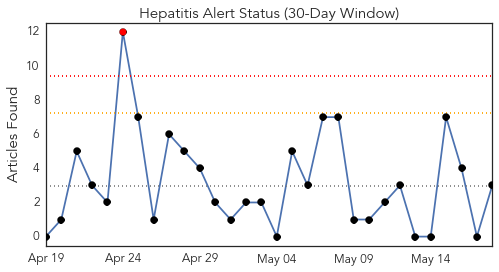 Hepatitis Alert Status (30-Day Window)
Articles Found
12
10
8
6
4
2
0
Apr 19
Apr 24
Apr 29
May 04
May 09
May 14